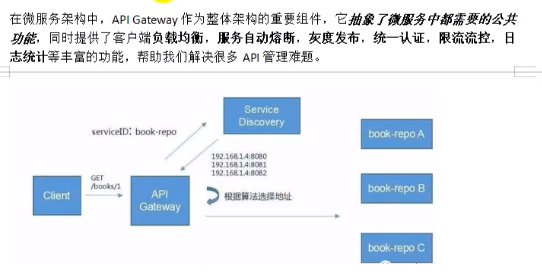 在微服务架构中，API Gateway 作为整体架构的重要组件，它抽象了微服务中都需要的公共
功能，同时提供了客户端负载均衡，服务自动熔断，灰度发布，统一认证，限流流控，日
志统计等丰富的功能，帮助我们解决很多 API 管理难题。
Service
Discovery
serviceID: book-repo
book-repo A
192.168.1.4:8080
192.168.1.4:8081
192.168.1.4:8082
GET
/books/1
Client
API
Gateway
根据算法选择地址
book-repo B
book-repo C